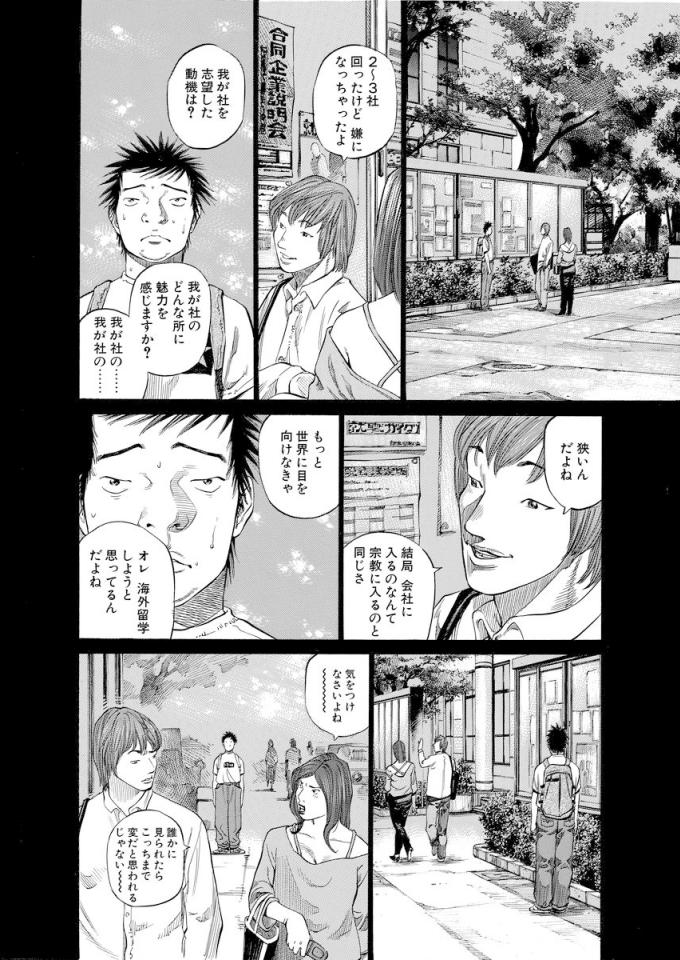 合同企業説明会
２～３社
回ったけど 嫌に
なっちゃったよ
我が社を
志望した
動機は？
我が社の
どんな所に
魅力を
感じますか？
我が社の……
我が社の……
狭いん
だよね
結局 会社に
入るのなんて
宗教に入るのと
同じさ
もっと
世界に目を
向けなきゃ
オレ 海外留学
しようと
思ってるん
だよね
気をつけ
なさいよね
〜〜〜〜
誰かに
見られたら
こっちまで
変だと思われる
じゃない〜〜〜